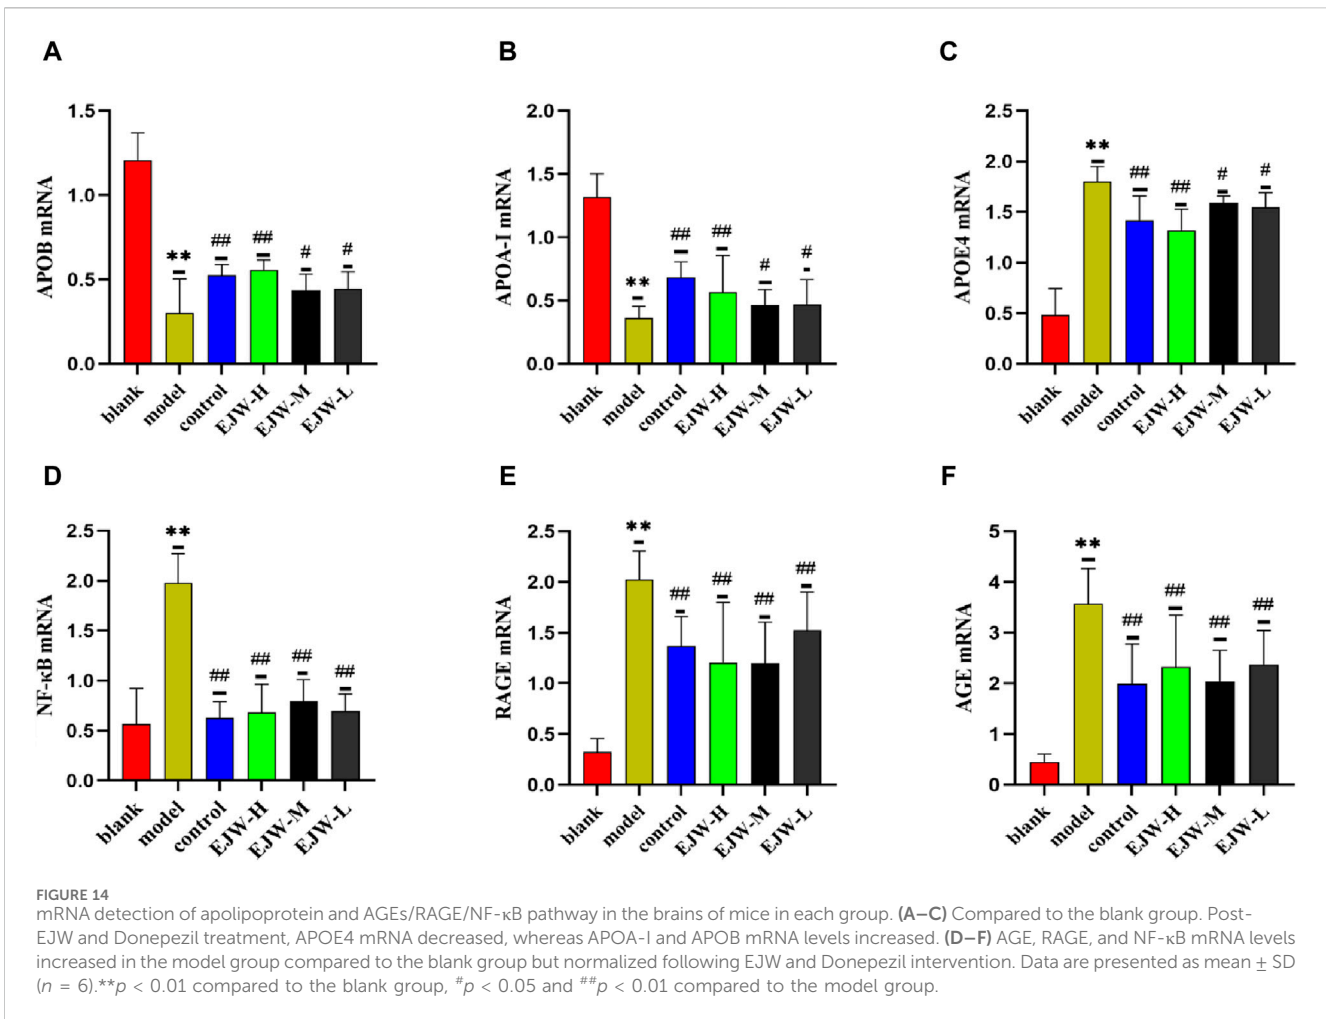 A
APOB mRNA
1.5
1.0
0.5
0.0
**
##
##
#
#
blank
model
control
EJW-H
EJW-M
EJW-L
B
APOA-I mRNA
2.0
1.5
1.0
0.5
0.0
**
##
##
#
#
blank
model
control
EJW-H
EJW-M
EJW-L
C
APOE4 mRNA
2.5
2.0
1.5
1.0
0.5
0.0
**
##
##
#
#
blank
model
control
EJW-H
EJW-M
EJW-L
D
NF-κB mRNA
2.5
2.0
1.5
1.0
0.5
0.0
**
##
##
##
##
blank
model
control
EJW-H
EJW-M
EJW-L
E
RAGE mRNA
2.5
2.0
1.5
1.0
0.5
0.0
**
##
##
##
##
blank
model
control
EJW-H
EJW-M
EJW-L
F
AGE mRNA
5
4
3
2
1
0
**
##
##
##
##
blank
model
control
EJW-H
EJW-M
EJW-L
FIGURE 14
mRNA detection of apolipoprotein and AGEs/RAGE/NF-κB pathway in the brains of mice in each group. (A–C) Compared to the blank group. Post-
EJW and Donepezil treatment, APOE4 mRNA decreased, whereas APOA-I and APOB mRNA levels increased. (D–F) AGE, RAGE, and NF-κB mRNA levels
increased in the model group compared to the blank group but normalized following EJW and Donepezil intervention. Data are presented as mean ± SD
(n = 6).**p < 0.01 compared to the blank group, #p < 0.05 and ##p < 0.01 compared to the model group.